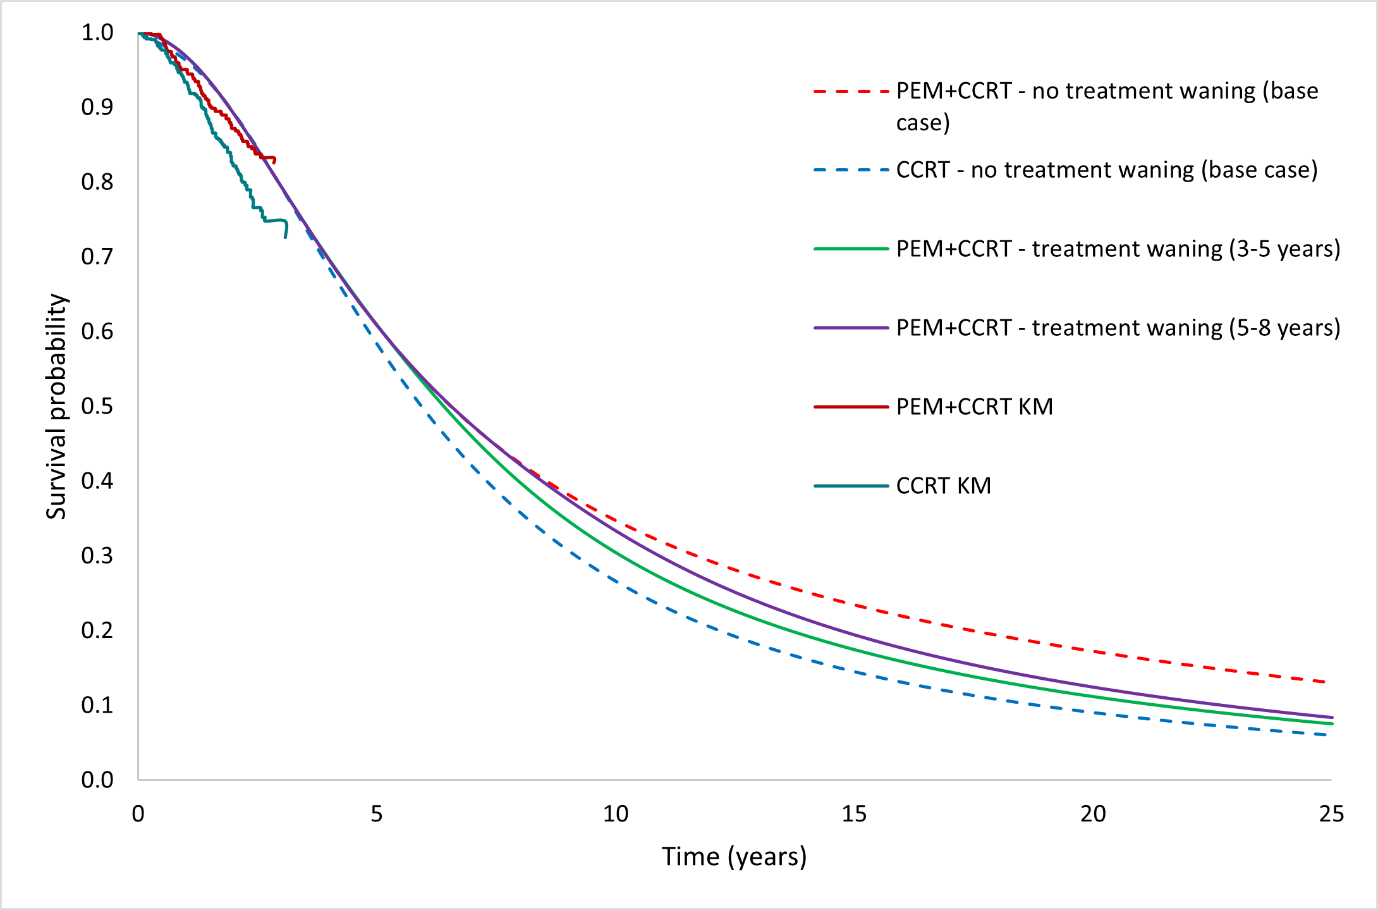 1.0
0.9
0.8
0.7
0.6
0.5
0.4
0.3
0.2
0.1
0.0
Survival probability
0
5
10
15
20
25
Time (years)
PEM+CCRT - no treatment waning (base
case)
CCRT - no treatment waning (base case)
PEM+CCRT - treatment waning (3-5 years)
PEM+CCRT - treatment waning (5-8 years)
PEM+CCRT KM
CCRT KM